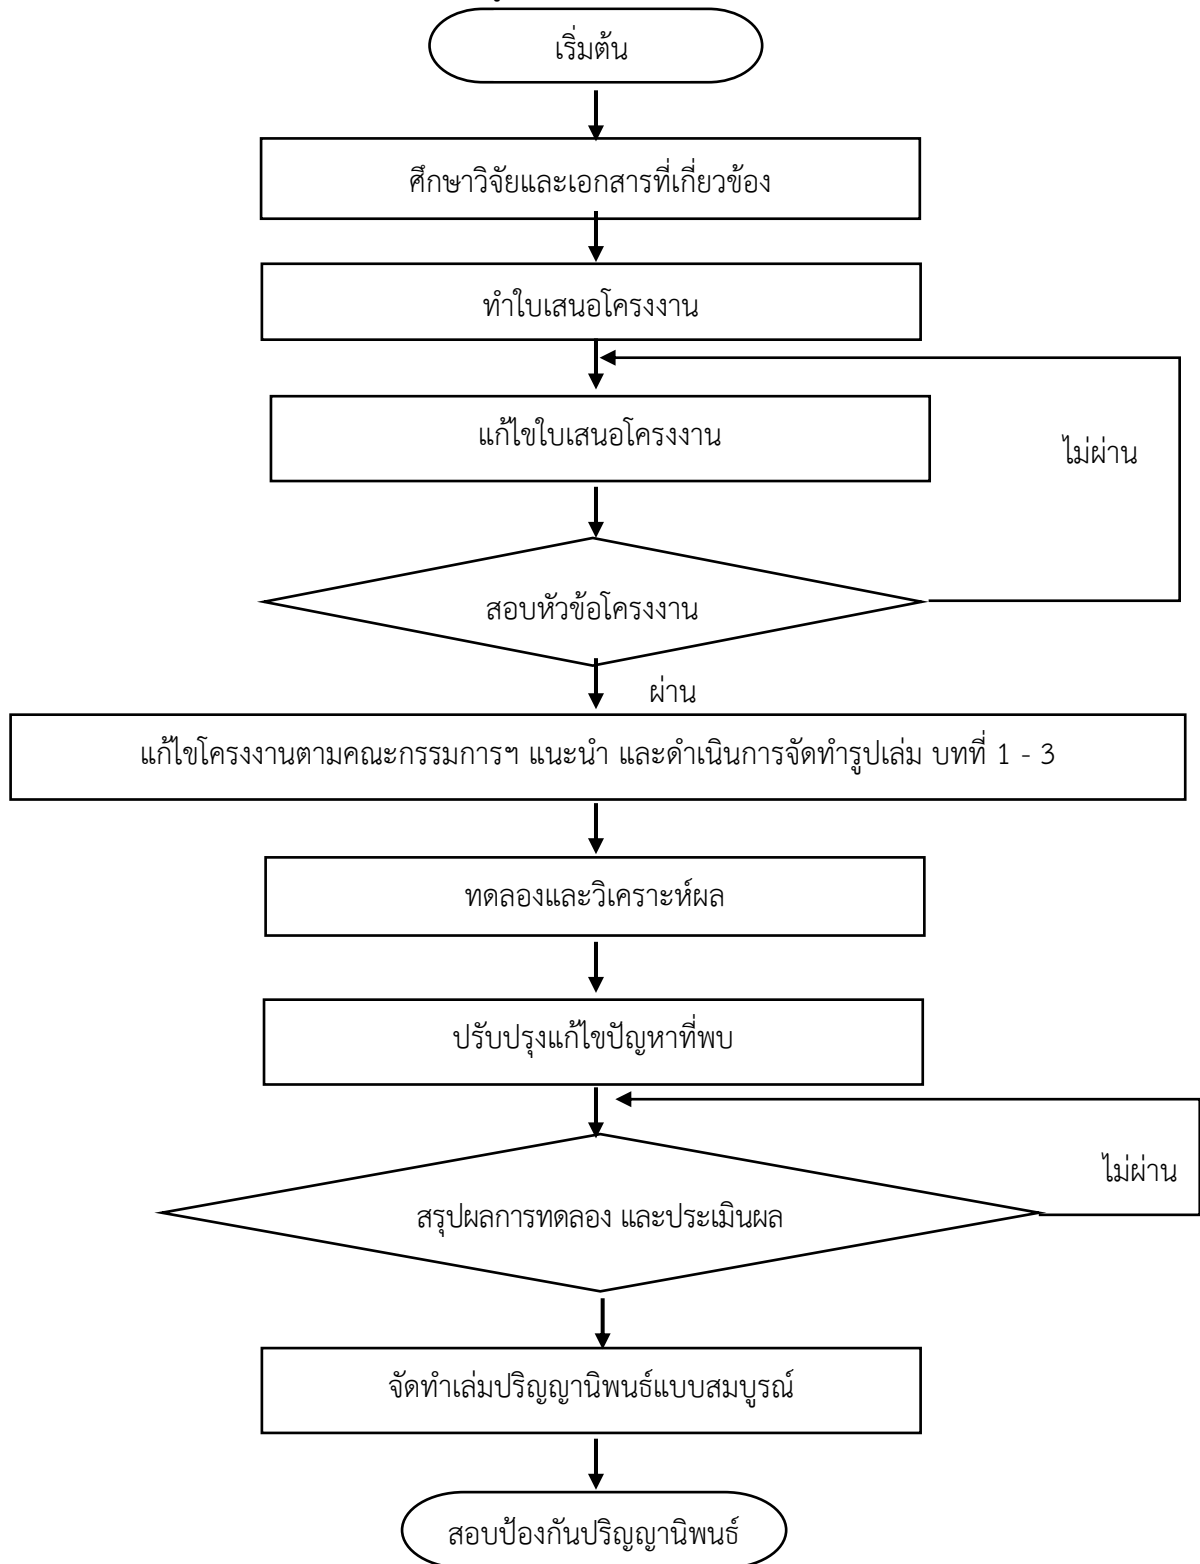 เริ่มต้น
ศึกษาวิจัยและเอกสารที่เกี่ยวข้อง
ทำใบเสนอโครงงาน
แก้ไขใบเสนอโครงงาน
ไม่ผ่าน
สอบหัวข้อโครงงาน
ผ่าน
แก้ไขโครงงานตามคณะกรรมการฯ แนะนำ และดำเนินการจัดทำรูปเล่ม บทที่ 1 - 3
ทดลองและวิเคราะห์ผล
ปรับปรุงแก้ไขปัญหาที่พบ
ไม่ผ่าน
สรุปผลการทดลอง และประเมินผล
จัดทำเล่มปริญญานิพนธ์แบบสมบูรณ์
สอบป้องกันปริญญานิพนธ์